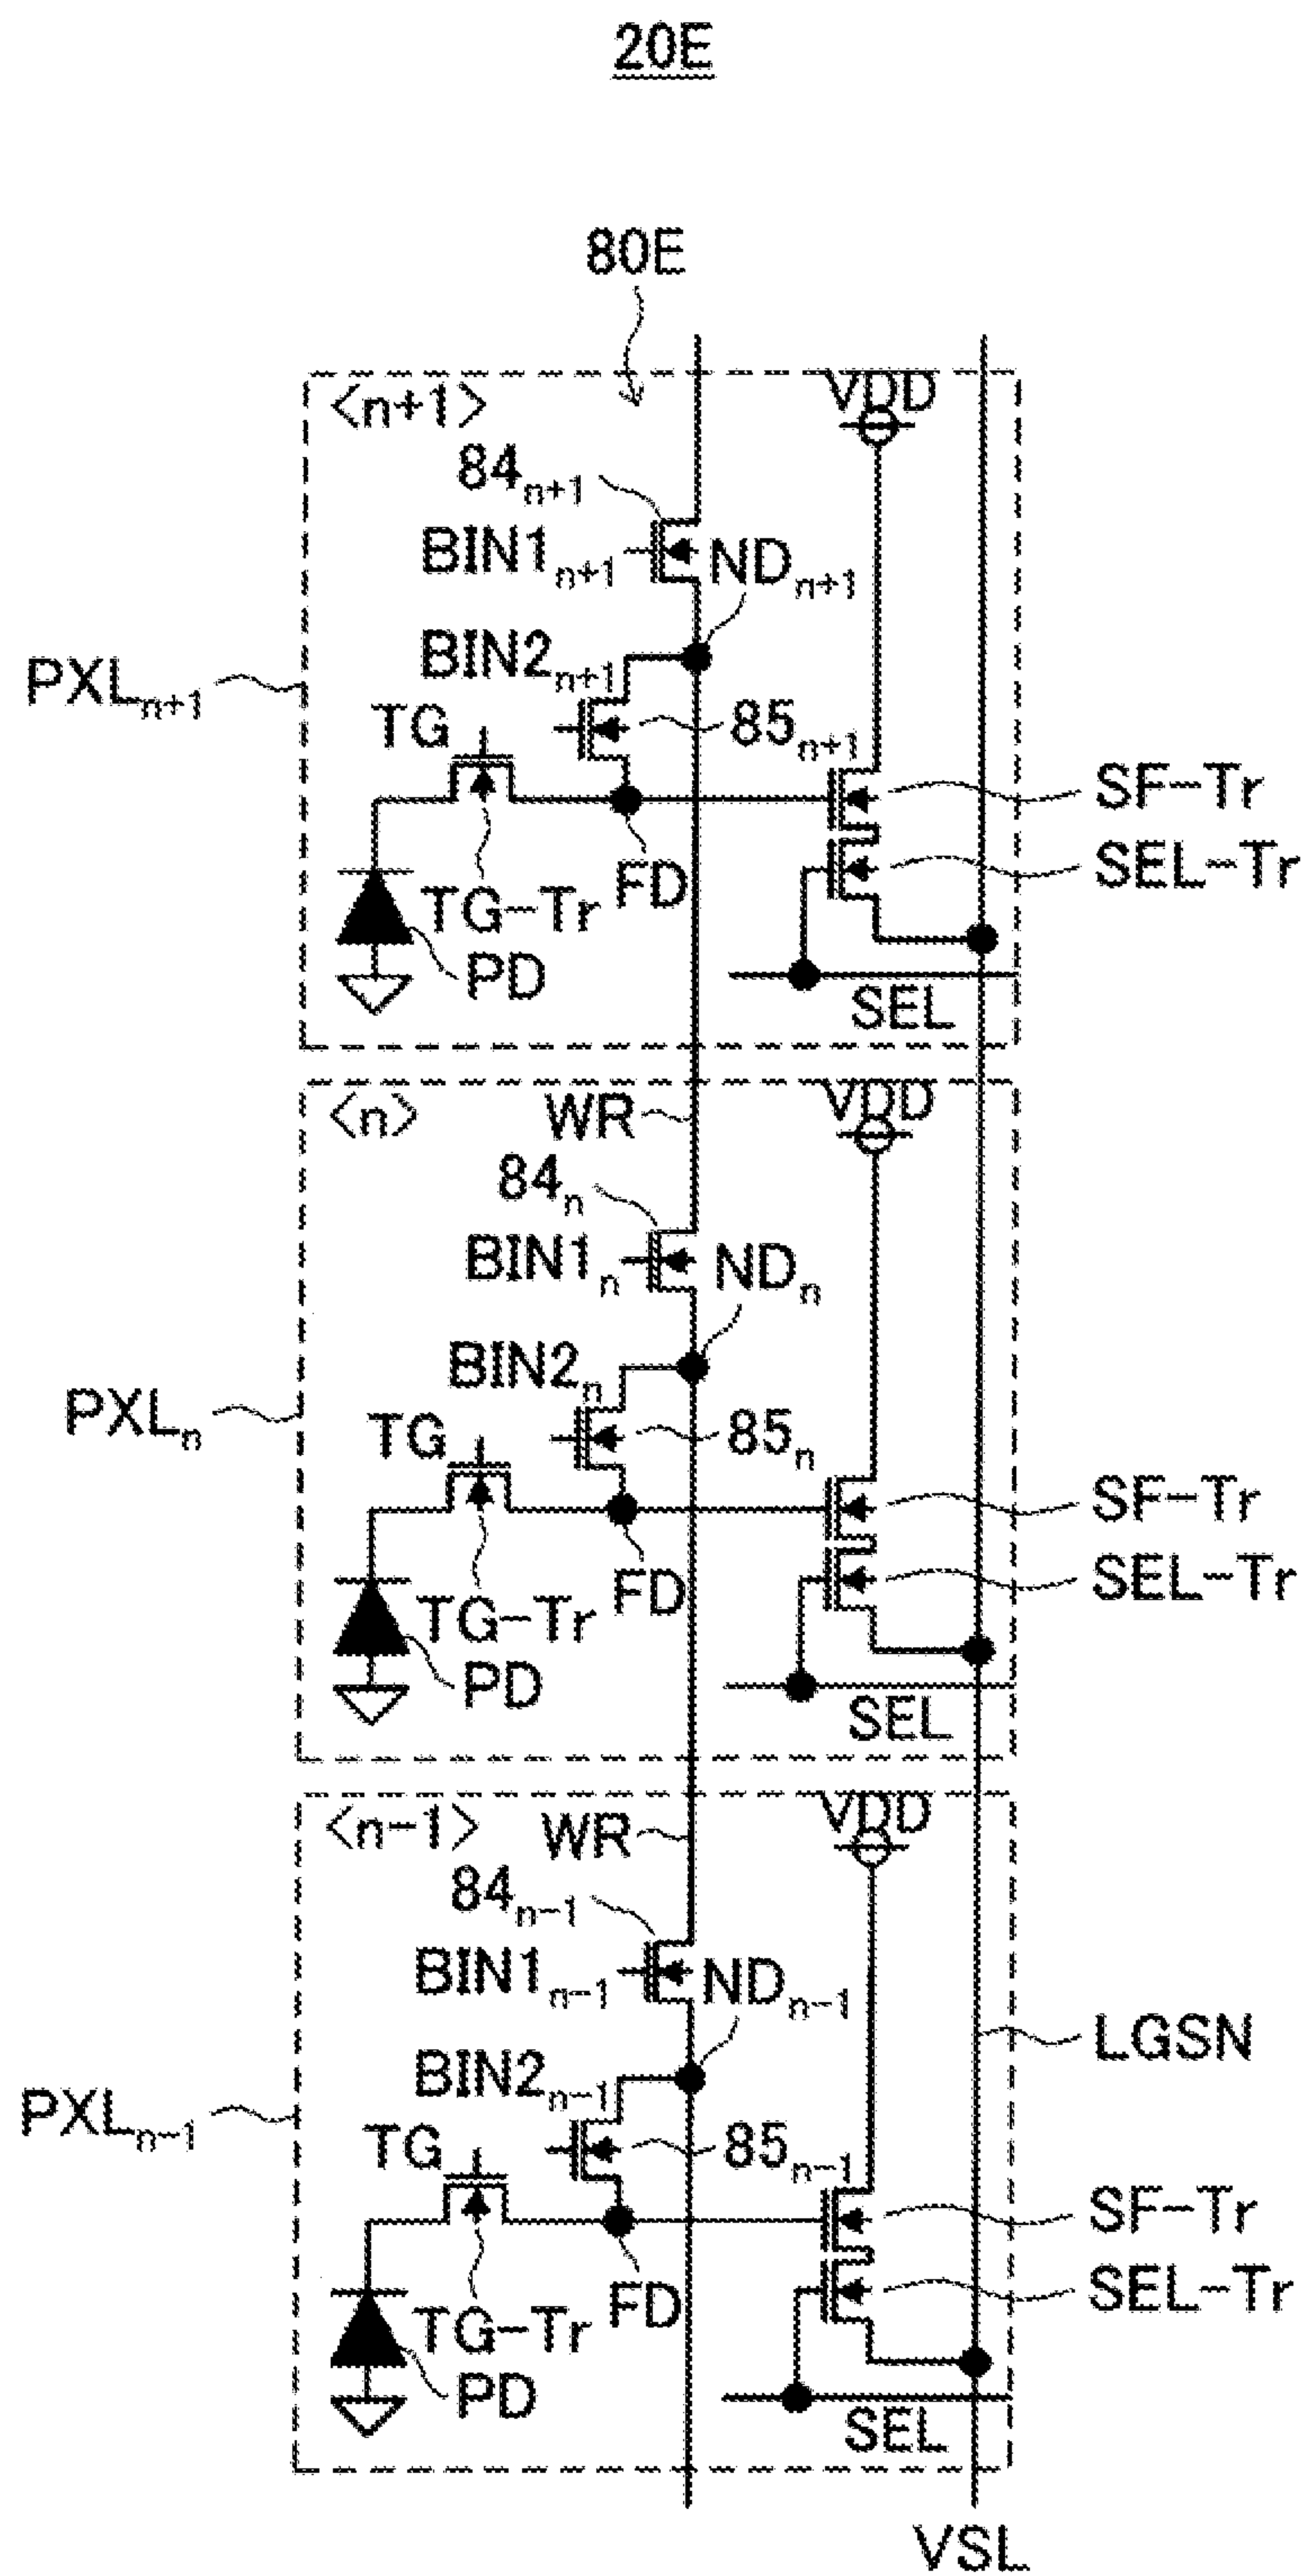 20E
80E
<n+1>
VDD
84n+1
BIN1n+1
NDn+1
BIN2n+1
PXLn+1
TG
85n+1
SF-Tr
SEL-Tr
FD
TG-Tr
PD
SEL
<n>
VDD
WR
84n
BIN1n
NDn
BIN2n
PXLn
TG
85n
SF-Tr
SEL-Tr
FD
TG-Tr
PD
SEL
<n-1>
VDD
WR
84n-1
BIN1n-1
NDn-1
LGSN
BIN2n-1
PXLn-1
TG
85n-1
SF-Tr
SEL-Tr
FD
TG-Tr
PD
SEL
VSL